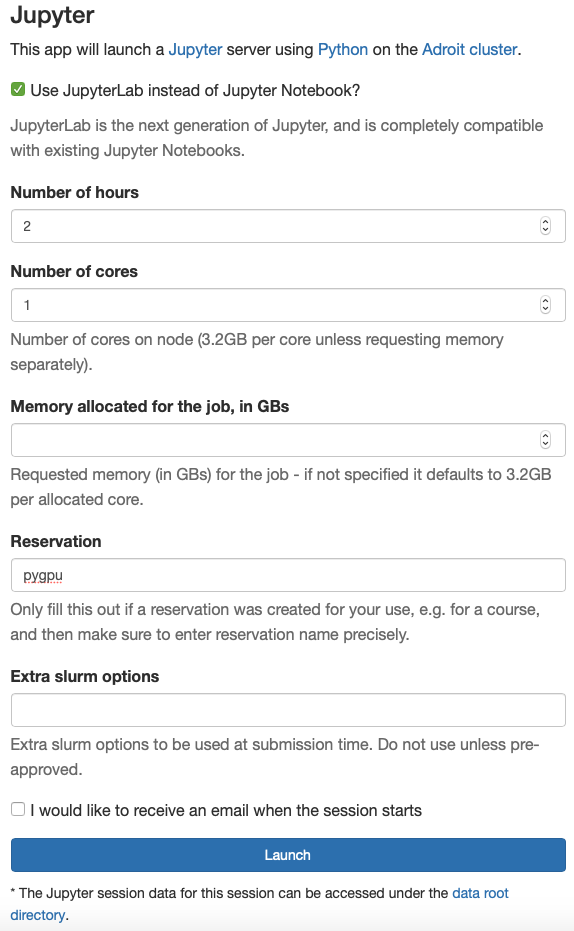 Jupyter
This app will launch a Jupyter server using Python on the Adroit cluster.
Use JupyterLab instead of Jupyter Notebook?
JupyterLab is the next generation of Jupyter, and is completely compatible
with existing Jupyter Notebooks.
Number of hours
2
Number of cores
1
Number of cores on node (3.2GB per core unless requesting memory
separately).
Memory allocated for the job, in GBs
Requested memory (in GBs) for the job - if not specified it defaults to 3.2GB
per allocated core.
Reservation
pygpu
Only fill this out if a reservation was created for your use, e.g. for a course,
and then make sure to enter reservation name precisely.
Extra slurm options
Extra slurm options to be used at submission time. Do not use unless pre-
approved.
I would like to receive an email when the session starts
Launch
* The Jupyter session data for this session can be accessed under the data root
directory.